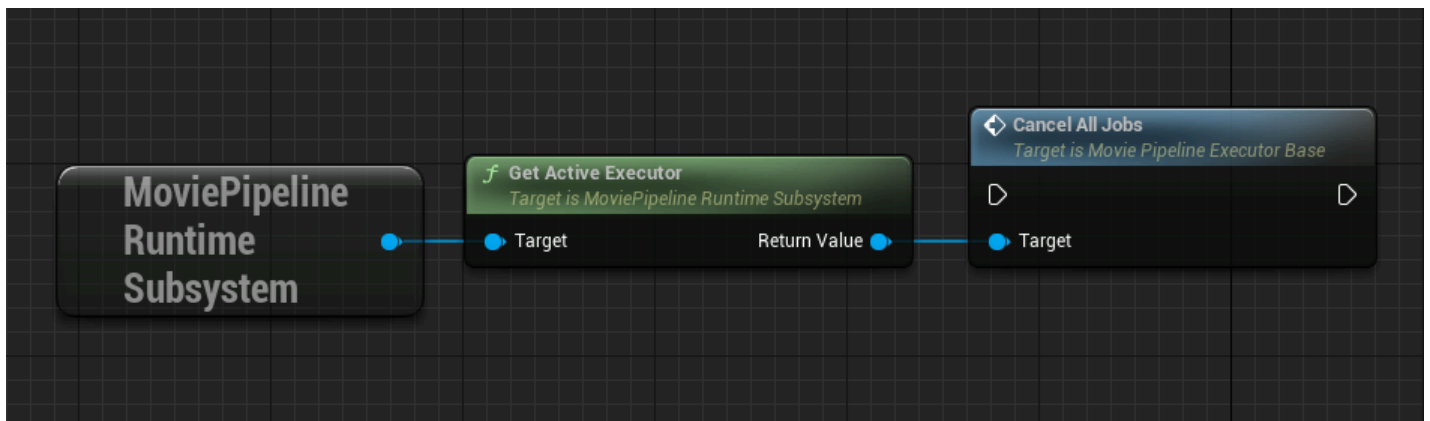 MoviePipeline
Runtime
Subsystem
f Get Active Executor
Target is MoviePipeline Runtime Subsystem
Target
Return Value
Cancel All Jobs
Target is Movie Pipeline Executor Base
Target